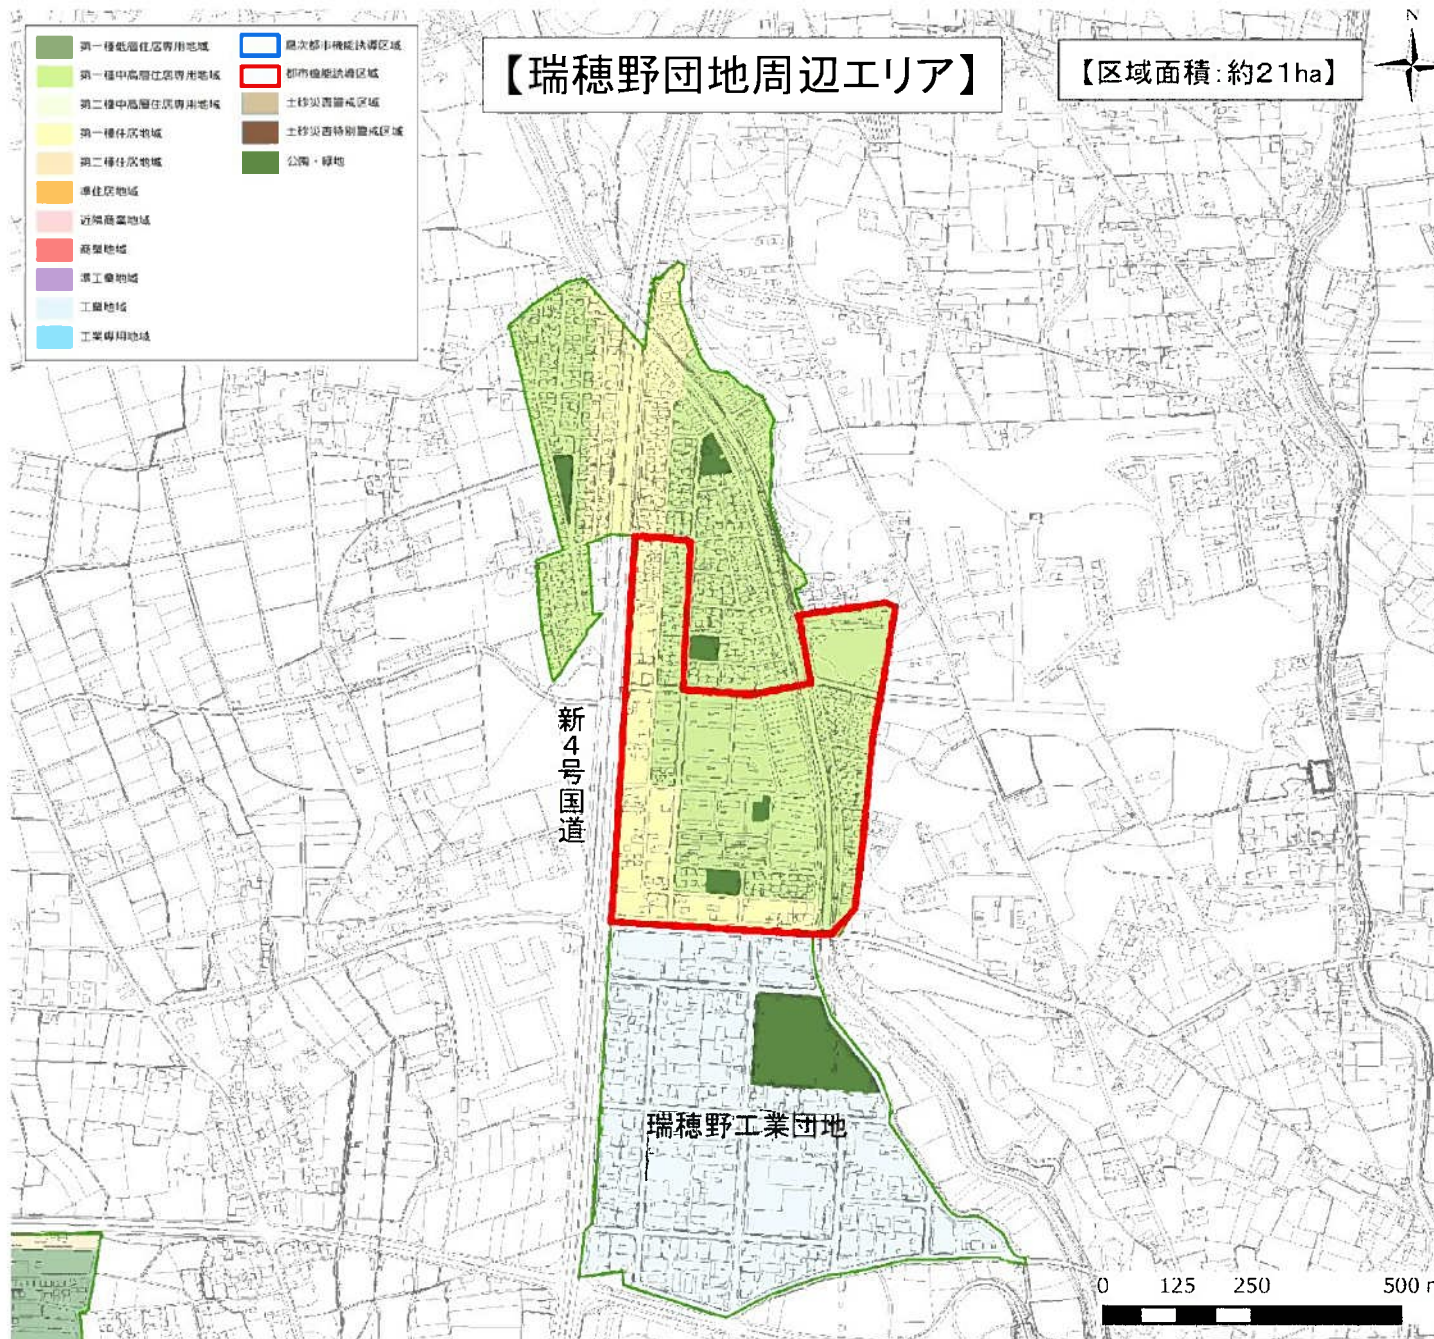 【瑞穂野団地周辺エリア】
【区域面積:約21ha】
N
第一種低層住居専用地域
第一種中高層住居専用地域
第二種中高層住居専用地域
第一種住居地域
第二種住居地域
準住居地域
近隣商業地域
商業地域
準工業地域
工業地域
工業専用地域
高次都市機能誘導区域
都市機能誘導区域
土砂災害警戒区域
土砂災害特別警戒区域
公園・緑地
新4号国道
瑞穂野工業団地
0 125 250 500 m